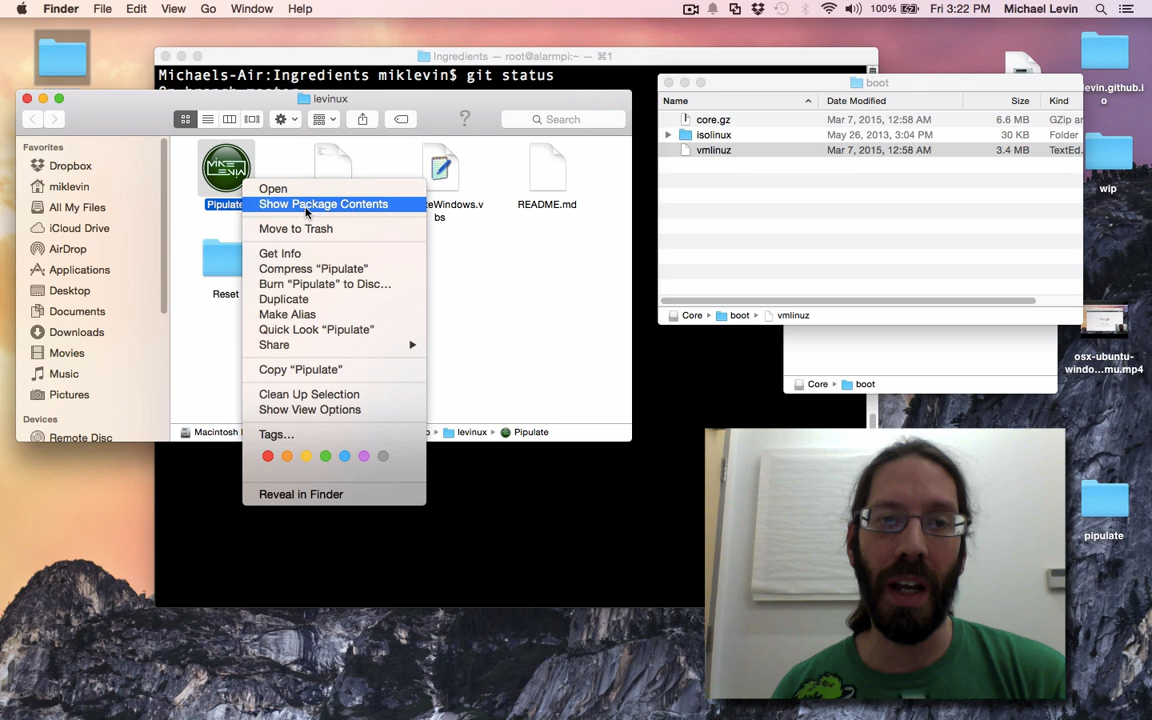 Finder File Edit View Go Window Help 100% Fri 3:22 PM Michael Levin
Ingredients — root@alarmpi:~ — ⌘1
Michaels-Air:Ingredients miklevin$ git status
levinux
Search
Favorites
Dropbox
miklevin
All My Files
iCloud Drive
AirDrop
Applications
Desktop
Documents
Downloads
Movies
Music
Pictures
Devices
Remote Disc
MIKE
LEVIN
Pipulate
eWindows.v
bs
README.md
Reset
Macintosh
levinux Pipulate
Open
Show Package Contents
Move to Trash
Get Info
Compress “Pipulate”
Burn “Pipulate” to Disc…
Duplicate
Make Alias
Quick Look “Pipulate”
Share
Copy “Pipulate”
Clean Up Selection
Show View Options
Tags…
Reveal in Finder
boot
Name Date Modified Size Kind
core.gz Mar 7, 2015, 12:58 AM 6.6 MB GZip ar
isolinux May 26, 2013, 3:04 PM 30 KB Folder
vmlinuz Mar 7, 2015, 12:58 AM 3.4 MB TextEd
Core boot vmlinuz
Core boot
levin.github.i
o
wip
osx-ubuntu-
windo...mu.mp4
pipulate